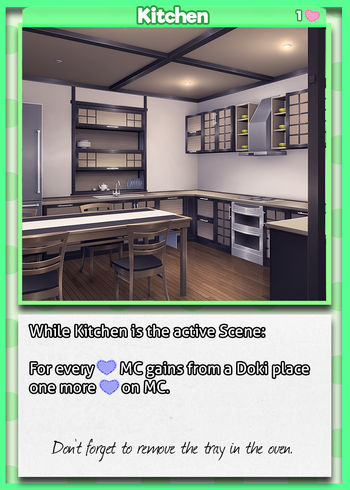 Kitchen
1
While Kitchen is the active Scene:
For every MC gains from a Doki place
one more on MC.
Don't forget to remove the tray in the oven.